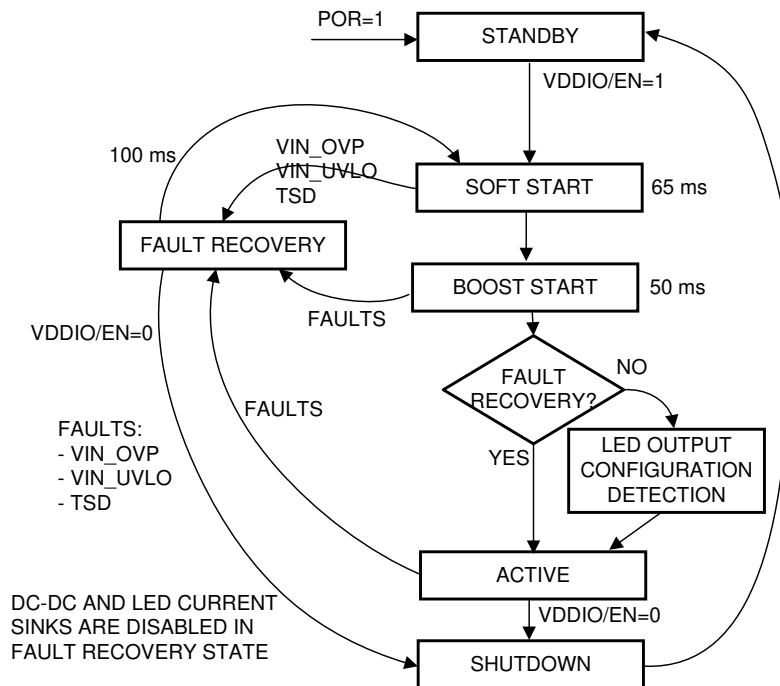 POR=1
STANDBY
VDDIO/EN=1
100 ms
VIN_OVP
VIN_UVLO
TSD
SOFT START
65 ms
FAULT RECOVERY
BOOST START
50 ms
FAULTS
VDDIO/EN=0
FAULT
RECOVERY?
NO
YES
FAULTS
LED OUTPUT
CONFIGURATION
DETECTION
FAULTS:
- VIN_OVP
- VIN_UVLO
- TSD
ACTIVE
VDDIO/EN=0
DC-DC AND LED CURRENT
SINKS ARE DISABLED IN
FAULT RECOVERY STATE
SHUTDOWN